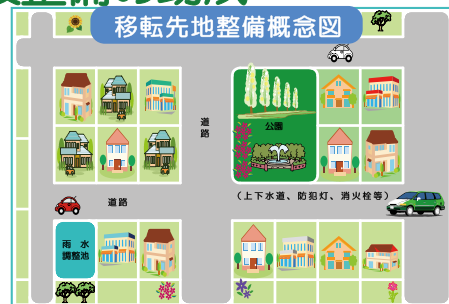 移転先地整備概念図
道路
公園
(上下水道、防犯灯、消火栓等)
道路
雨水
調整池